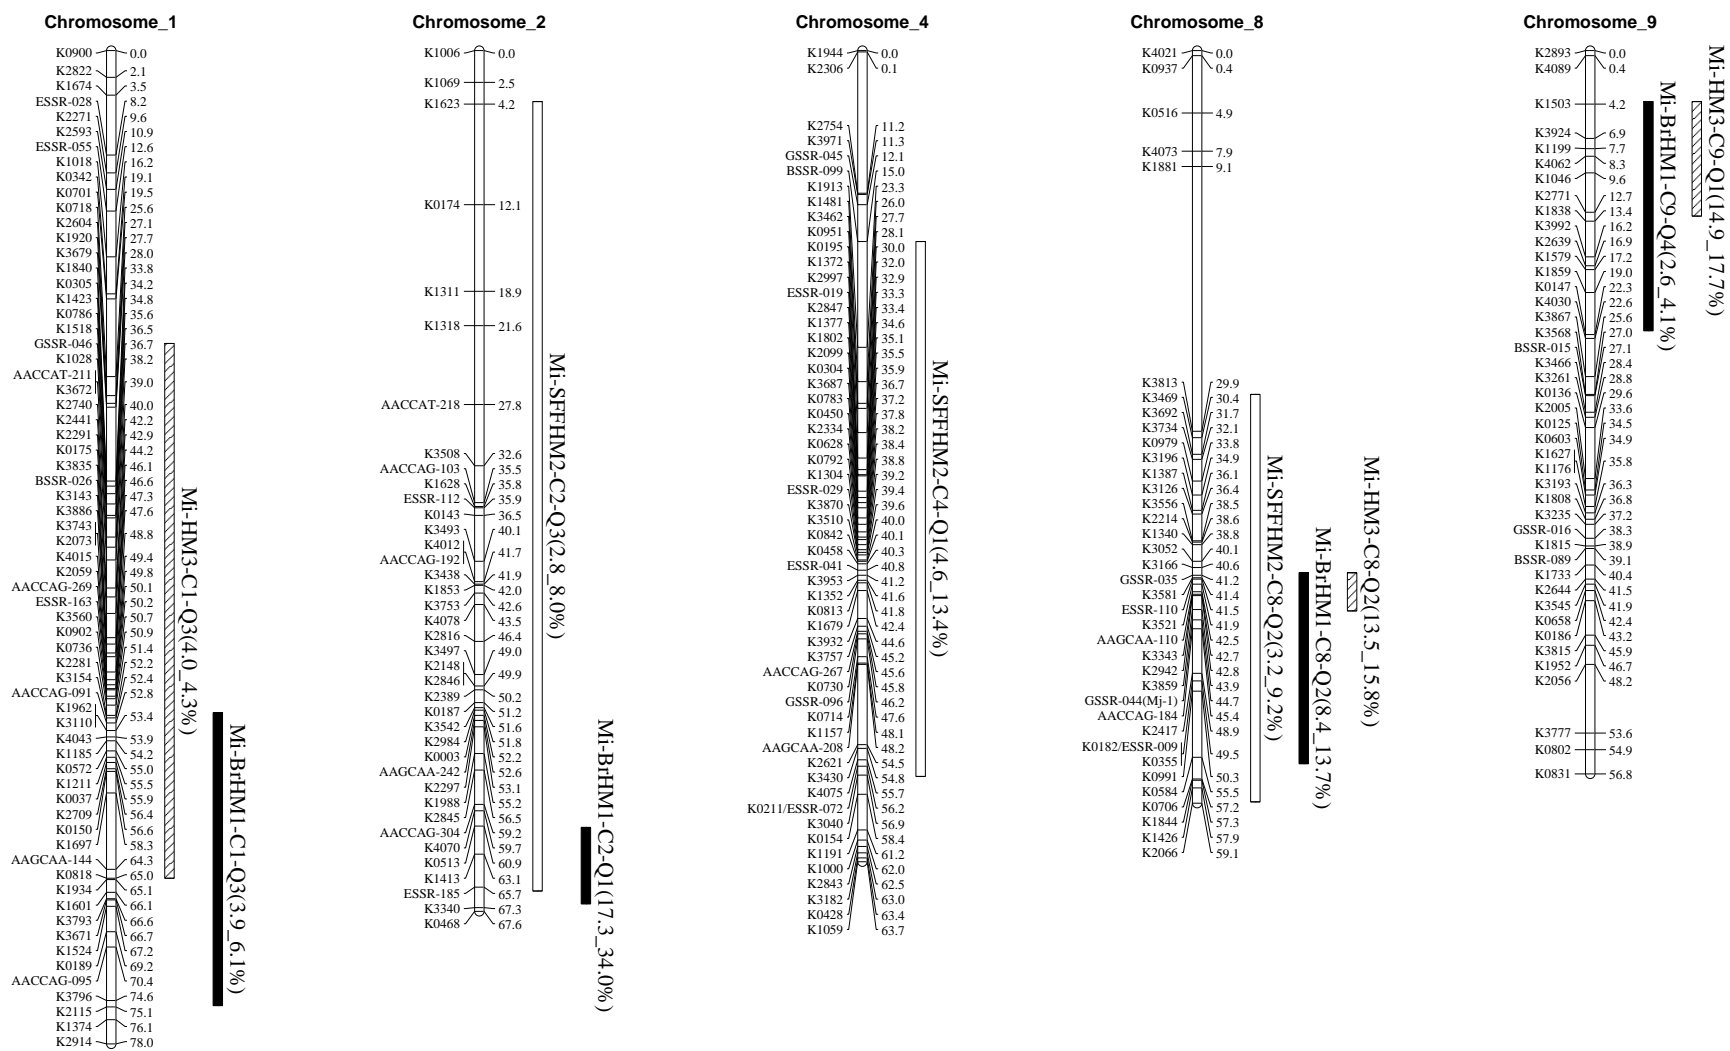 Chromosome_1
K0900 0.0
K2822 2.1
K1674 3.5
ESSR-028 8.2
K2271 9.6
K2593 10.9
ESSR-055 12.6
K1018 16.2
K0342 19.1
K0701 19.5
K0718 25.6
K2604 27.1
K1920 27.7
K3679 28.0
K1840 33.8
K0305 34.2
K1423 34.8
K0786 35.6
K1518 36.5
GSSR-046 36.7
K1028 38.2
AACCAT-211
K3672 39.0
K2740 40.0
K2441 42.2
K2291 42.9
K0175 44.2
K3835 46.1
BSSR-026 46.6
K3143 47.3
K3886 47.6
K3743
K2073 48.8
K4015 49.4
K2059 49.8
AACCAG-269 50.1
ESSR-163 50.2
K3560 50.7
K0902 50.9
K0736 51.4
K2281 52.2
K3154 52.4
AACCAG-091 52.8
K1962
K3110 53.4
K4043 53.9
K1185 54.2
K0572 55.0
K1211 55.5
K0037 55.9
K2709 56.4
K0150 56.6
K1697 58.3
AAGCAA-144 64.3
K0818 65.0
K1934 65.1
K1601 66.1
K3793 66.6
K3671 66.7
K1524 67.2
K0189 69.2
AACCAG-095 70.4
K3796 74.6
K2115 75.1
K1374 76.1
K2914 78.0
Mi-HM3-C1-Q3(4.0_4.3%)
Mi-BrHM1-C1-Q3(3.9_6.1%)
Chromosome_2
K1006 0.0
K1069 2.5
K1623 4.2
K0174 12.1
K1311 18.9
K1318 21.6
AACCAT-218 27.8
K3508 32.6
AACCAG-103 35.5
K1628 35.8
ESSR-112 35.9
K0143 36.5
K3493 40.1
K4012
AACCAG-192 41.7
K3438 41.9
K1853 42.0
K3753 42.6
K4078 43.5
K2816 46.4
K3497 49.0
K2148
K2846 49.9
K2389 50.2
K0187 51.2
K3542 51.6
K2984 51.8
K0003 52.2
AAGCAA-242 52.6
K2297 53.1
K1988 55.2
K2845 56.5
AACCAG-304 59.2
K4070 59.7
K0513 60.9
K1413 63.1
ESSR-185 65.7
K3340 67.3
K0468 67.6
Mi-SFFHM2-C2-Q3(2.8_8.0%)
Mi-BrHM1-C2-Q1(17.3_34.0%)
Chromosome_4
K1944 0.0
K2306 0.1
K2754 11.2
K3971 11.3
GSSR-045 12.1
BSSR-099 15.0
K1913 23.3
K1481 26.0
K3462 27.7
K0951 28.1
K0195 30.0
K1372 32.0
K2997 32.9
ESSR-019 33.3
K2847 33.4
K1377 34.6
K1802 35.1
K2099 35.5
K0304 35.9
K3687 36.7
K0783 37.2
K0450 37.8
K2334 38.2
K0628 38.4
K0792 38.8
K1304 39.2
ESSR-029 39.4
K3870 39.6
K3510 40.0
K0842 40.1
K0458 40.3
ESSR-041 40.8
K3953 41.2
K1352 41.6
K0813 41.8
K1679 42.4
K3932 44.6
K3757 45.2
AACCAG-267 45.6
K0730 45.8
GSSR-096 46.2
K0714 47.6
K1157 48.1
AAGCAA-208 48.2
K2621 54.5
K3430 54.8
K4075 55.7
K0211/ESSR-072 56.2
K3040 56.9
K0154 58.4
K1191 61.2
K1000 62.0
K2843 62.5
K3182 63.0
K0428 63.4
K1059 63.7
Mi-SFFHM2-C4-Q1(4.6_13.4%)
Chromosome_8
K4021 0.0
K0937 0.4
K0516 4.9
K4073 7.9
K1881 9.1
K3813 29.9
K3469 30.4
K3692 31.7
K3734 32.1
K0979 33.8
K3196 34.9
K1387 36.1
K3126 36.4
K3556 38.5
K2214 38.6
K1340 38.8
K3052 40.1
K3166 40.6
GSSR-035 41.2
K3581 41.4
ESSR-110 41.5
K3521 41.9
AAGCAA-110 42.5
K3343 42.7
K2942 42.8
K3859 43.9
GSSR-044(Mj-1) 44.7
AACCAG-184 45.4
K2417 48.9
K0182/ESSR-009
K0355 49.5
K0991 50.3
K0584 55.5
K0706 57.2
K1844 57.3
K1426 57.9
K2066 59.1
Mi-SFFHM2-C8-Q2(3.2_9.2%)
Mi-BrHM1-C8-Q2(8.4_13.7%)
Mi-HM3-C8-Q2(13.5_15.8%)
Chromosome_9
K2893 0.0
K4089 0.4
K1503 4.2
K3924 6.9
K1199 7.7
K4062 8.3
K1046 9.6
K2771 12.7
K1838 13.4
K3992 16.2
K2639 16.9
K1579 17.2
K1859 19.0
K0147 22.3
K4030 22.6
K3867 25.6
K3568 27.0
BSSR-015 27.1
K3466 28.4
K3261 28.8
K0136 29.6
K2005 33.6
K0125 34.5
K0603 34.9
K1627
K1176 35.8
K3193 36.3
K1808 36.8
K3235 37.2
GSSR-016 38.3
K1815 38.9
BSSR-089 39.1
K1733 40.4
K2644 41.5
K3545 41.9
K0658 42.4
K0186 43.2
K3815 45.9
K1952 46.7
K2056 48.2
K3777 53.6
K0802 54.9
K0831 56.8
Mi-BrHM1-C9-Q4(2.6_4.1%)
Mi-HM3-C9-Q1(14.9_17.7%)